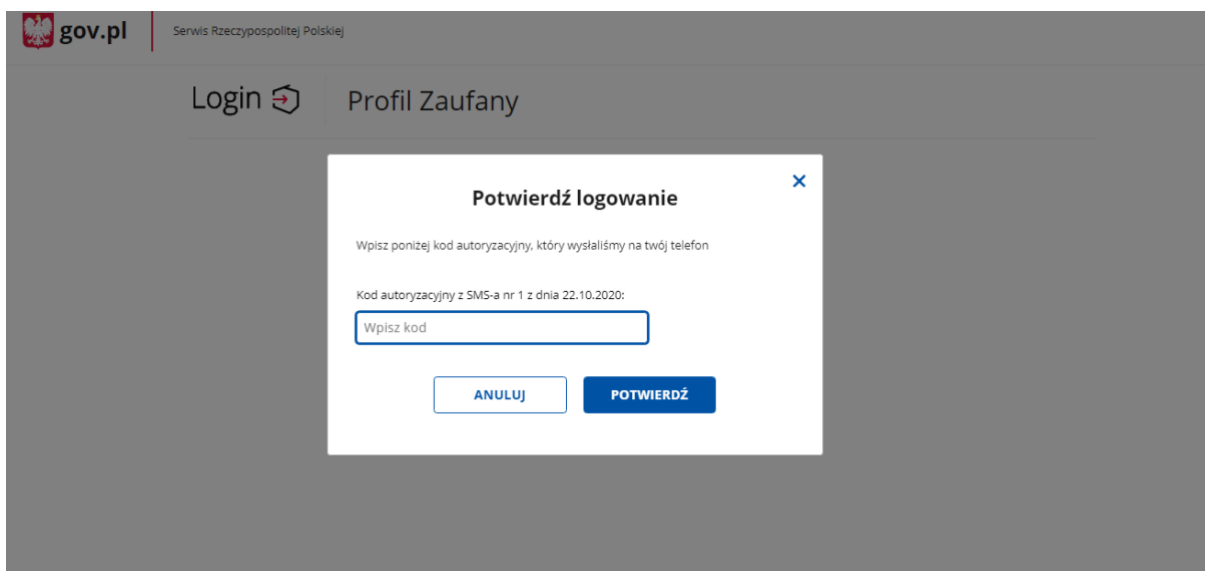 gov.pl
Serwis Rzeczypospolitej Polskiej
Login
Profil Zaufany
Potwierdź logowanie
Wpisz poniżej kod autoryzacyjny, który wysłaliśmy na twój telefon
Kod autoryzacyjny z SMS-a nr 1 z dnia 22.10.2020:
Wpisz kod
ANULUJ
POTWIERDŹ